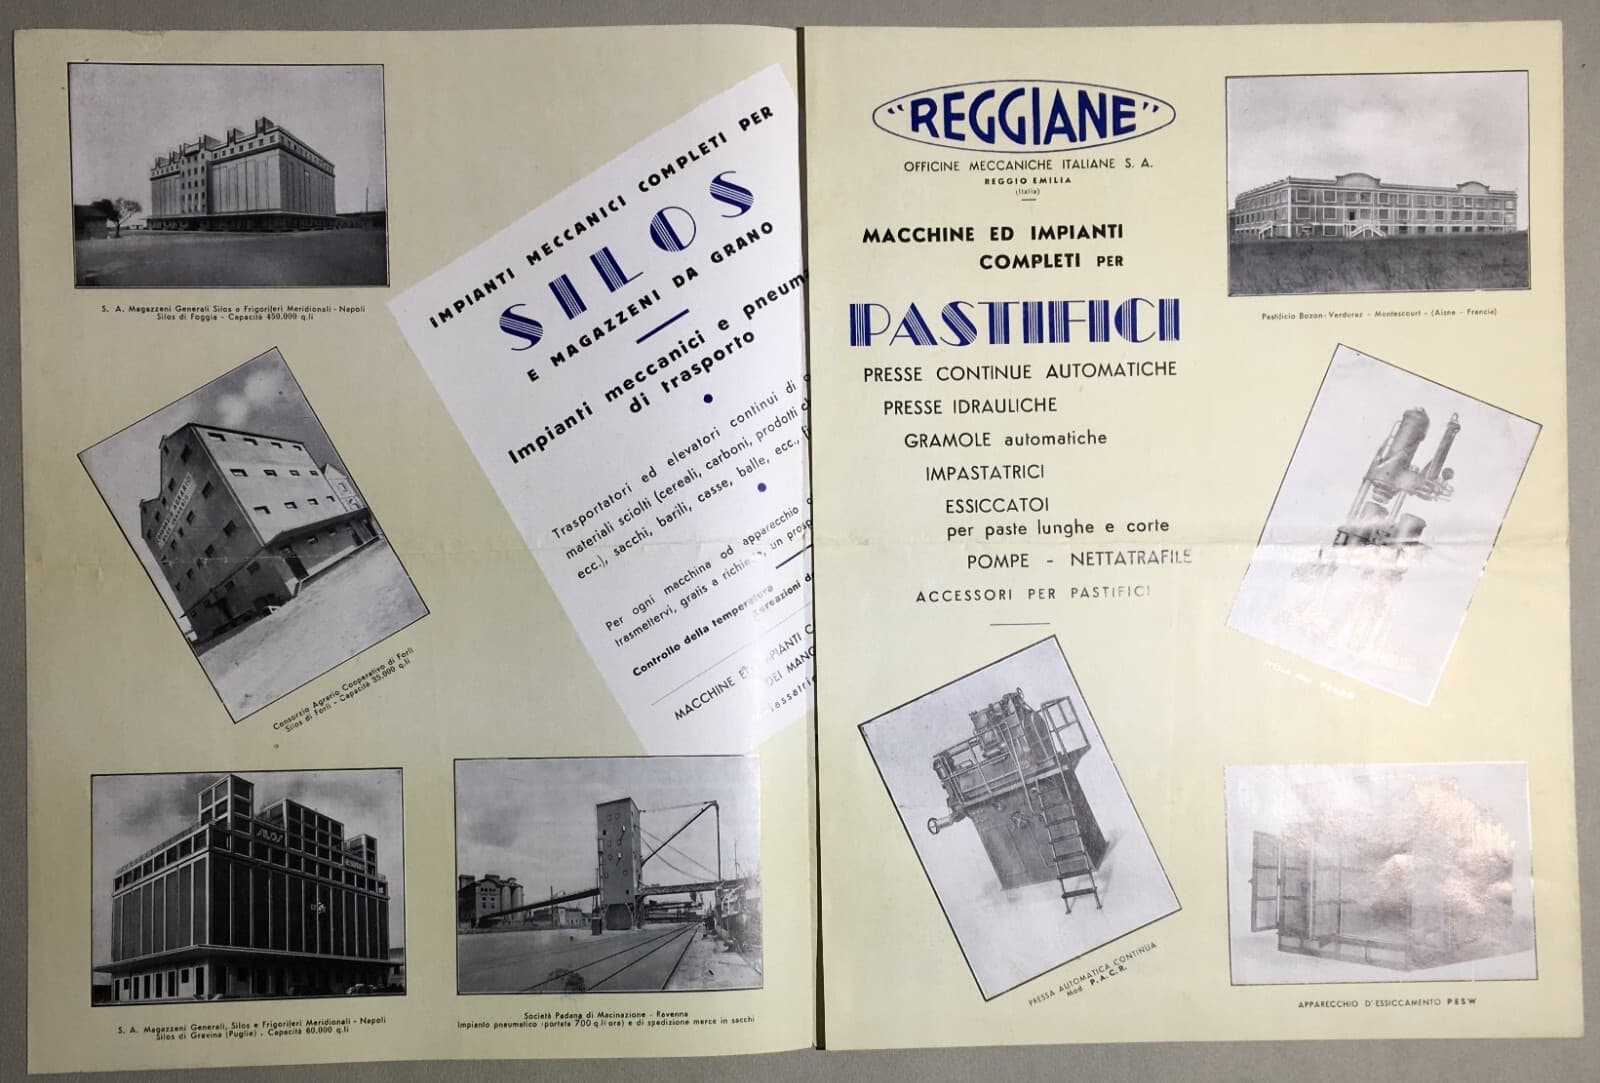 S. A. Magazzeni Generali Silos e Frigoriferi Meridionali - Napoli
Silos di Foggia - Capacità 450.000 q.li
CONSORZIO AGRARIO
Consorzio Agrario Cooperativo di Forlì
Silos di Forlì - Capacità 35.000 q.li
SILOS
S. A. Magazzeni Generali, Silos e Frigoriferi Meridionali - Napoli
Silos di Gravina (Puglie) - Capacità 60.000 q.li
Società Padana di Macinazione - Ravenna
Impianto pneumatico (portata 700 q.li ora) e di spedizione merce in sacchi
IMPIANTI MECCANICI COMPLETI PER
SILOS
E MAGAZZENI DA GRANO
Impianti meccanici e pneum
di trasporto
Trasportatori ed elevatori continui di
materiali sciolti (cereali, carboni, prodotti
ecc.), sacchi, barili, casse, balle, ecc.,
Per ogni macchina od apparecchio
trasmettervi, gratis a richiesta, un prosp
Controllo della temperatura
Creazioni
MACCHINE ED IMPIANTI
DEI MANG
"REGGIANE"
OFFICINE MECCANICHE ITALIANE S. A.
REGGIO EMILIA
(Italia)
MACCHINE ED IMPIANTI
COMPLETI PER
PASTIFICI
PRESSE CONTINUE AUTOMATICHE
PRESSE IDRAULICHE
GRAMOLE automatiche
IMPASTATRICI
ESSICCATOI
per paste lunghe e corte
POMPE - NETTATRAFILE
ACCESSORI PER PASTIFICI
Pastificio Bozon-Verduraz - Montescourt - (Aisne - Francia)
PRESSA AUTOMATICA CONTINUA
Mod P.A.C.R.
APPARECCHIO D'ESSICCAMENTO PESW